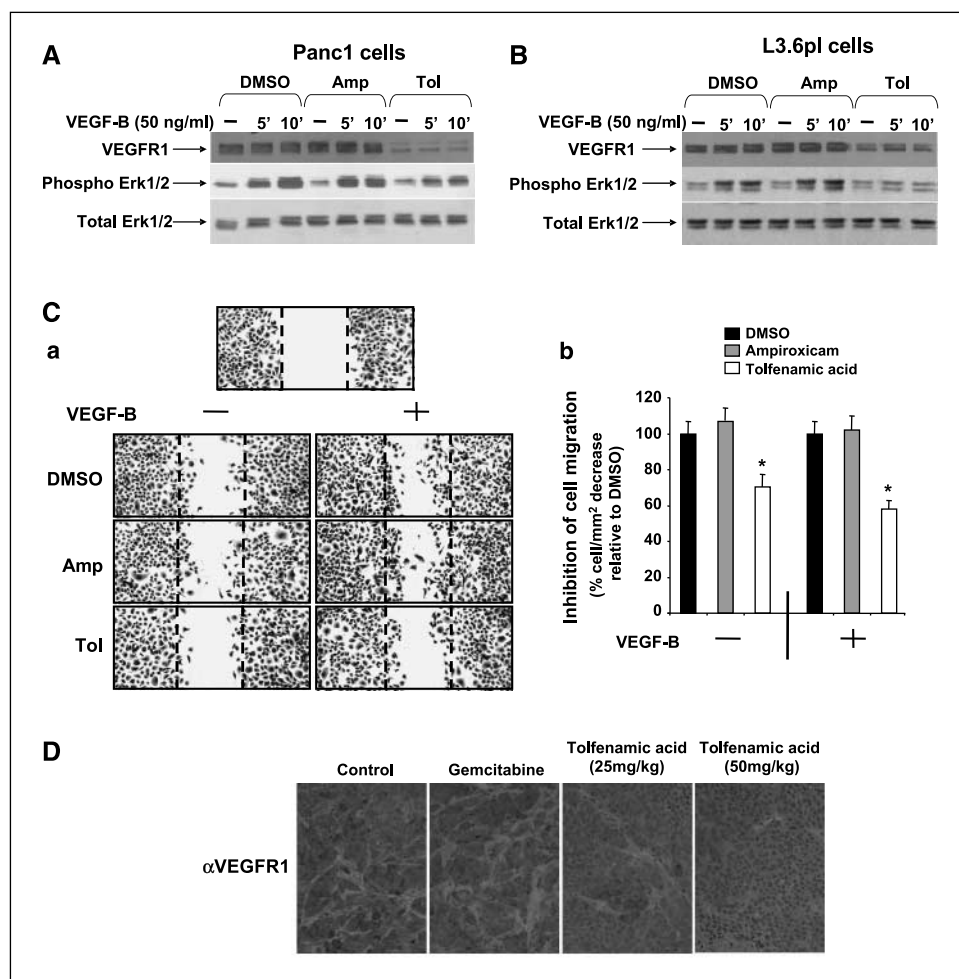 A
Panc1 cells
DMSO Amp Tol
VEGF-B (50 ng/ml) – 5' 10' – 5' 10' – 5' 10'
VEGFR1
Phospho Erk1/2
Total Erk1/2
B
L3.6pl cells
DMSO Amp Tol
VEGF-B (50 ng/ml) – 5' 10' – 5' 10' – 5' 10'
VEGFR1
Phospho Erk1/2
Total Erk1/2
C
a
VEGF-B — +
DMSO
Amp
Tol
b
DMSO
Ampiroxicam
Tolfenamic acid
Inhibition of cell migration
(% cell/mm² decrease
relative to DMSO)
120
100
80
60
40
20
0
*
*
VEGF-B — +
D
Control
Gemcitabine
Tolfenamic acid
(25mg/kg)
Tolfenamic acid
(50mg/kg)
αVEGFR1